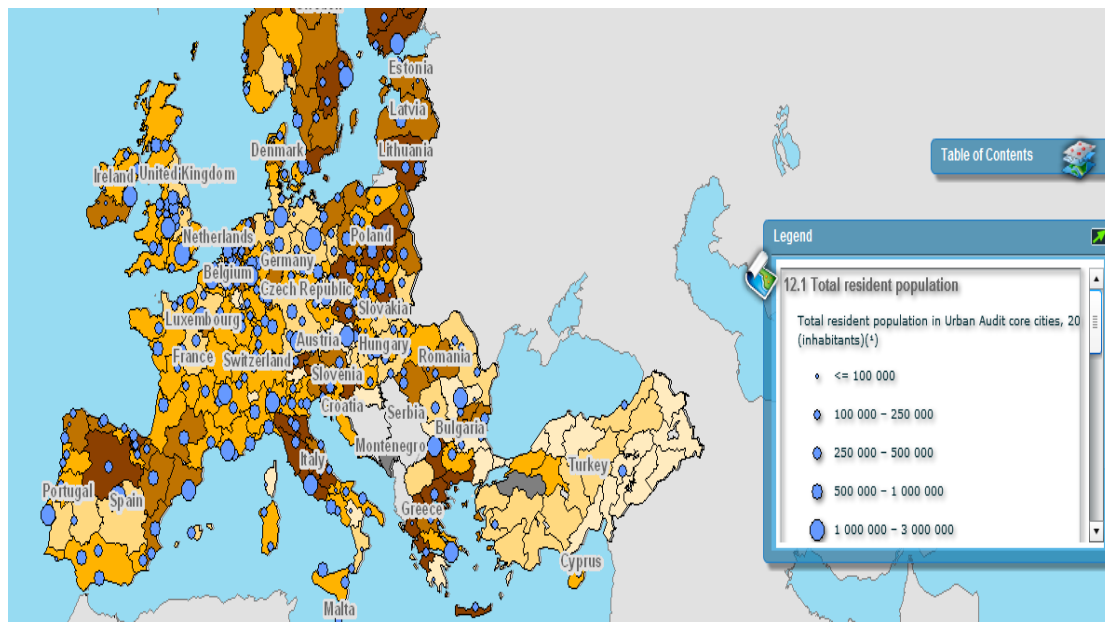 Sweden
Estonia
Latvia
Denmark
Lithuania
Ireland
United Kingdom
Netherlands
Poland
Germany
Belgium
Czech Republic
Slovakia
Luxembourg
Austria
Hungary
France
Switzerland
Romania
Slovenia
Croatia
Serbia
Bulgaria
Montenegro
Italy
Turkey
Portugal
Spain
Greece
Cyprus
Malta
Table of Contents
Legend
12.1 Total resident population
Total resident population in Urban Audit core cities, 20
(inhabitants)(¹)
<= 100 000
100 000 – 250 000
250 000 – 500 000
500 000 – 1 000 000
1 000 000 – 3 000 000